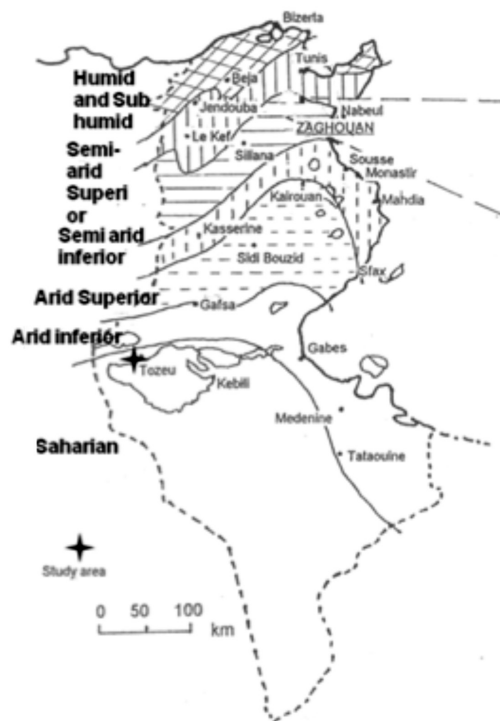 Bizerta
Tunis
Humid
and Sub
humid
Beja
Jendouba
Nabeul
Le Kef
ZAGHOUAN
Siliana
Semi-
arid
Superi
or
Semi arid
inferior
Sousse
Monastir
Kairouan
Mahdia
Kasserine
Sidi Bouzid
Sfax
Arid Superior
Gafsa
Arid inferior
Gabes
Tozeu
Kebili
Medenine
Saharian
Tataouine
Study area
0 50 100
km